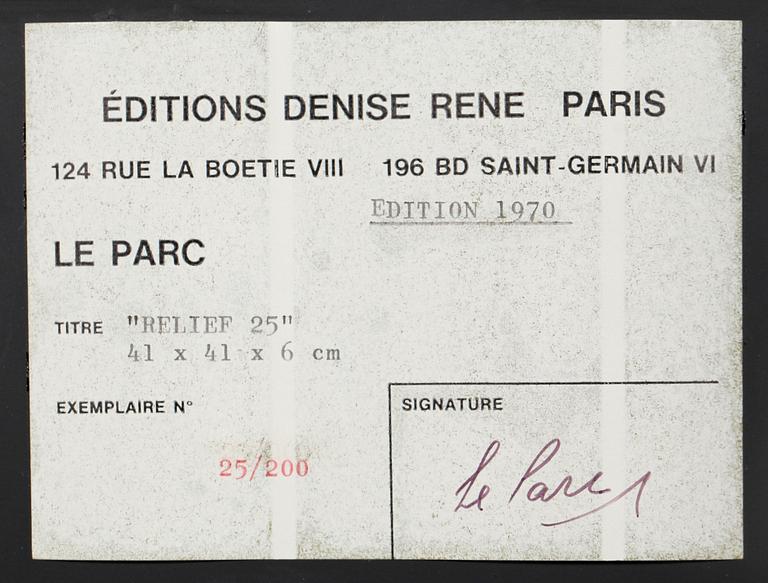 ÉDITIONS DENISE RENE PARIS
124 RUE LA BOETIE VIII 196 BD SAINT-GERMAIN VI
EDITION 1970
LE PARC
TITRE "RELIEF 25"
41 x 41 x 6 cm
EXEMPLAIRE N°
SIGNATURE
25/200
Le Parc